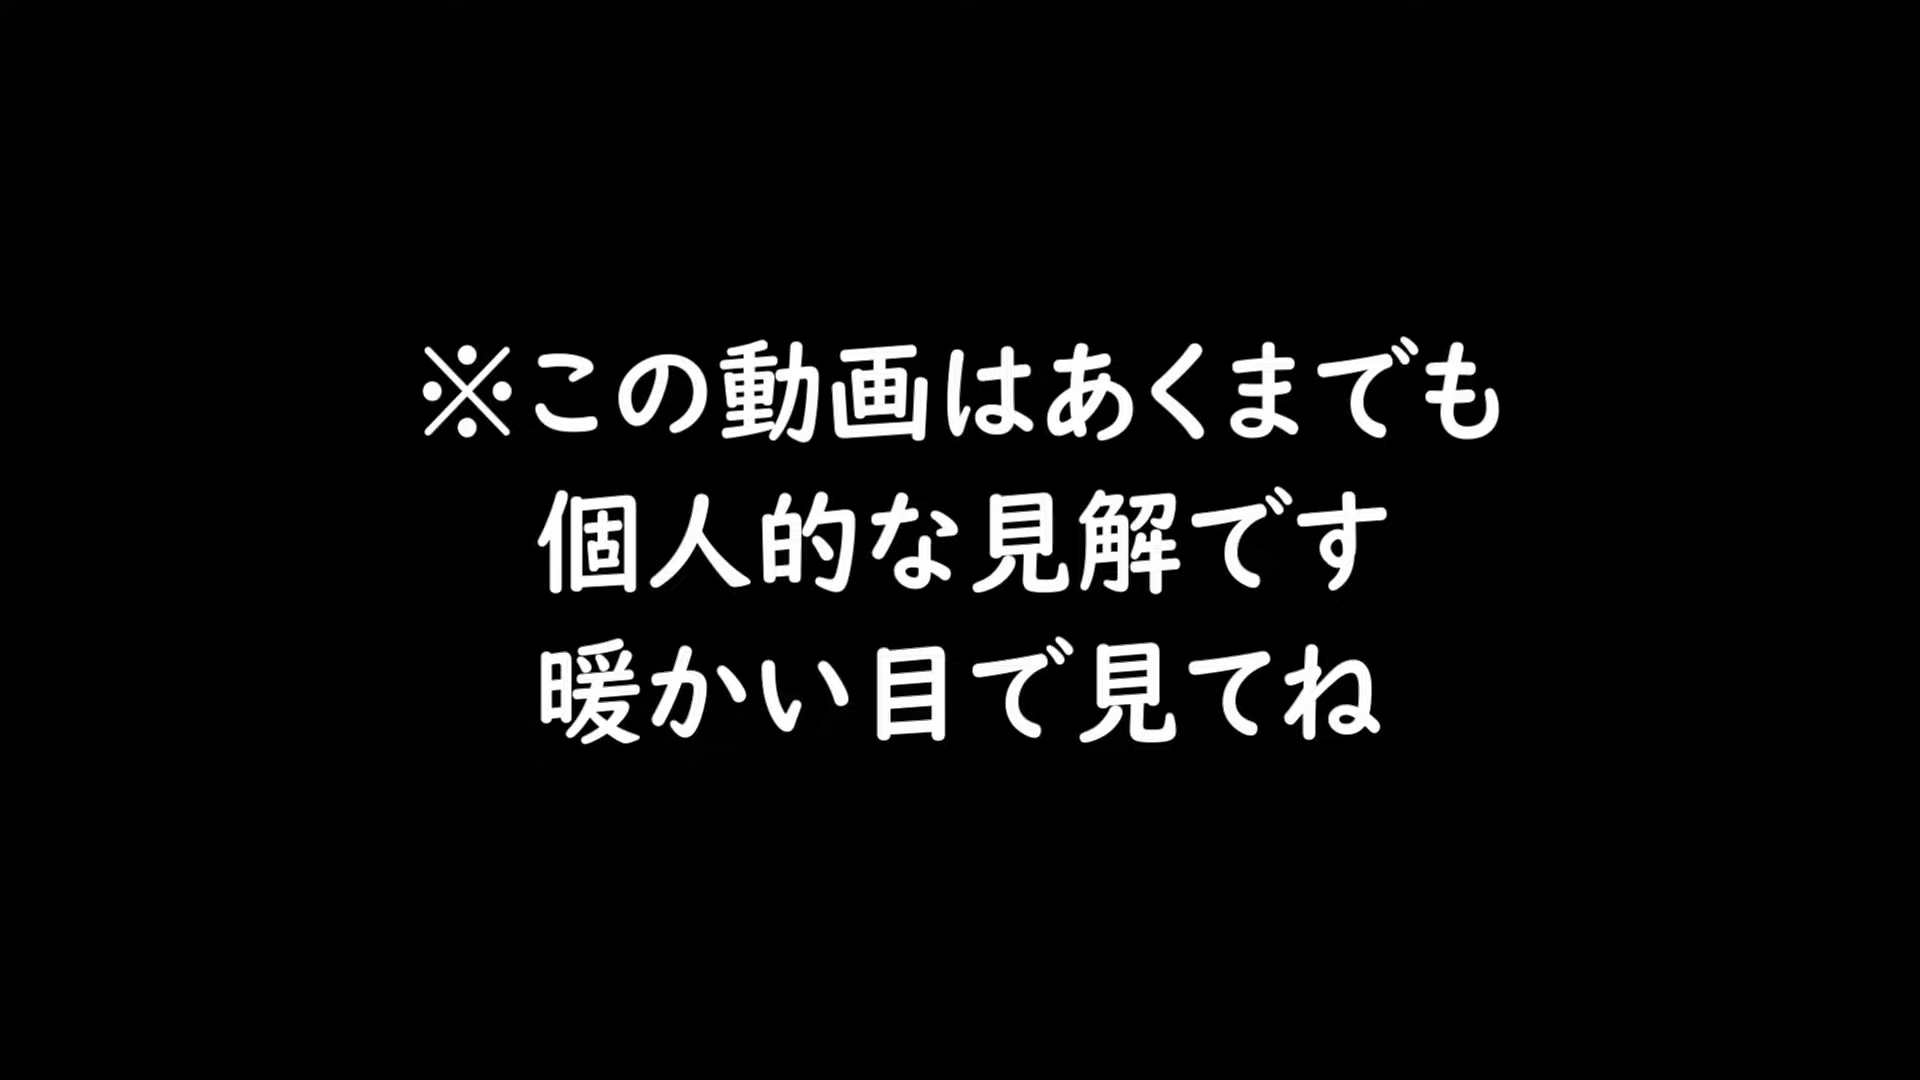 ※この動画はあくまでも
個人的な見解です
暖かい目で見てね